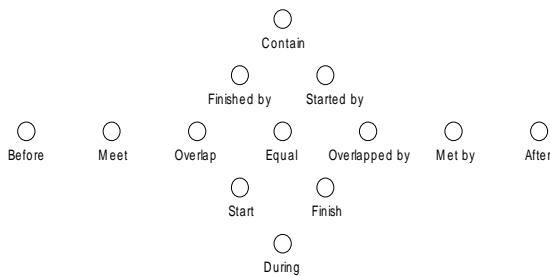 Contain
Finished by Started by
Before Meet Overlap Equal Overlapped by Met by After
Start Finish
During